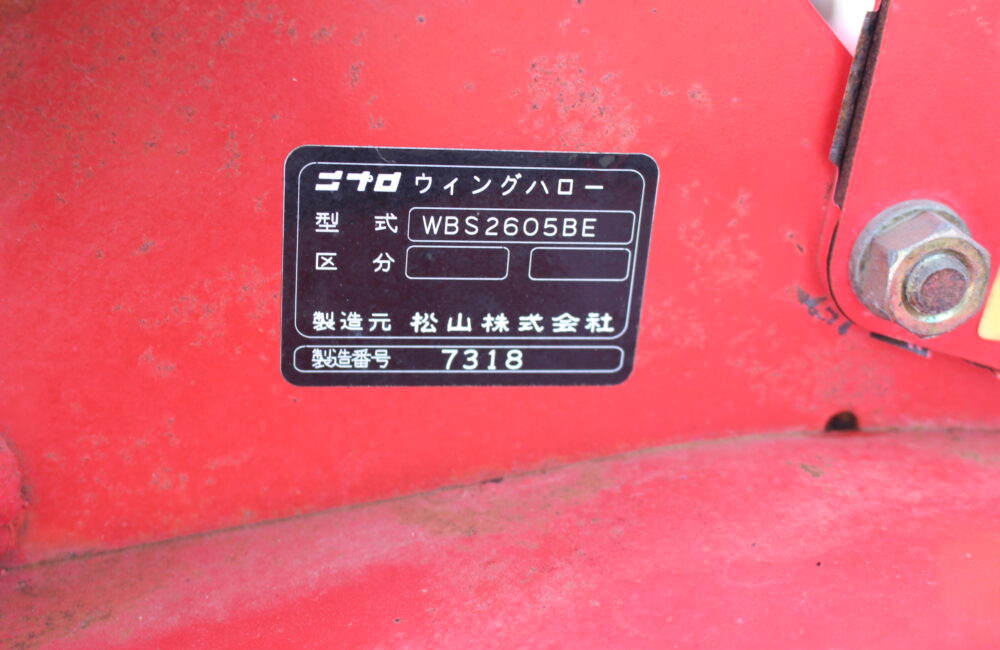 ニプロ ウィングハロー
型式 WBS2605BE
区分
製造元 松山株式会社
製造番号 7318